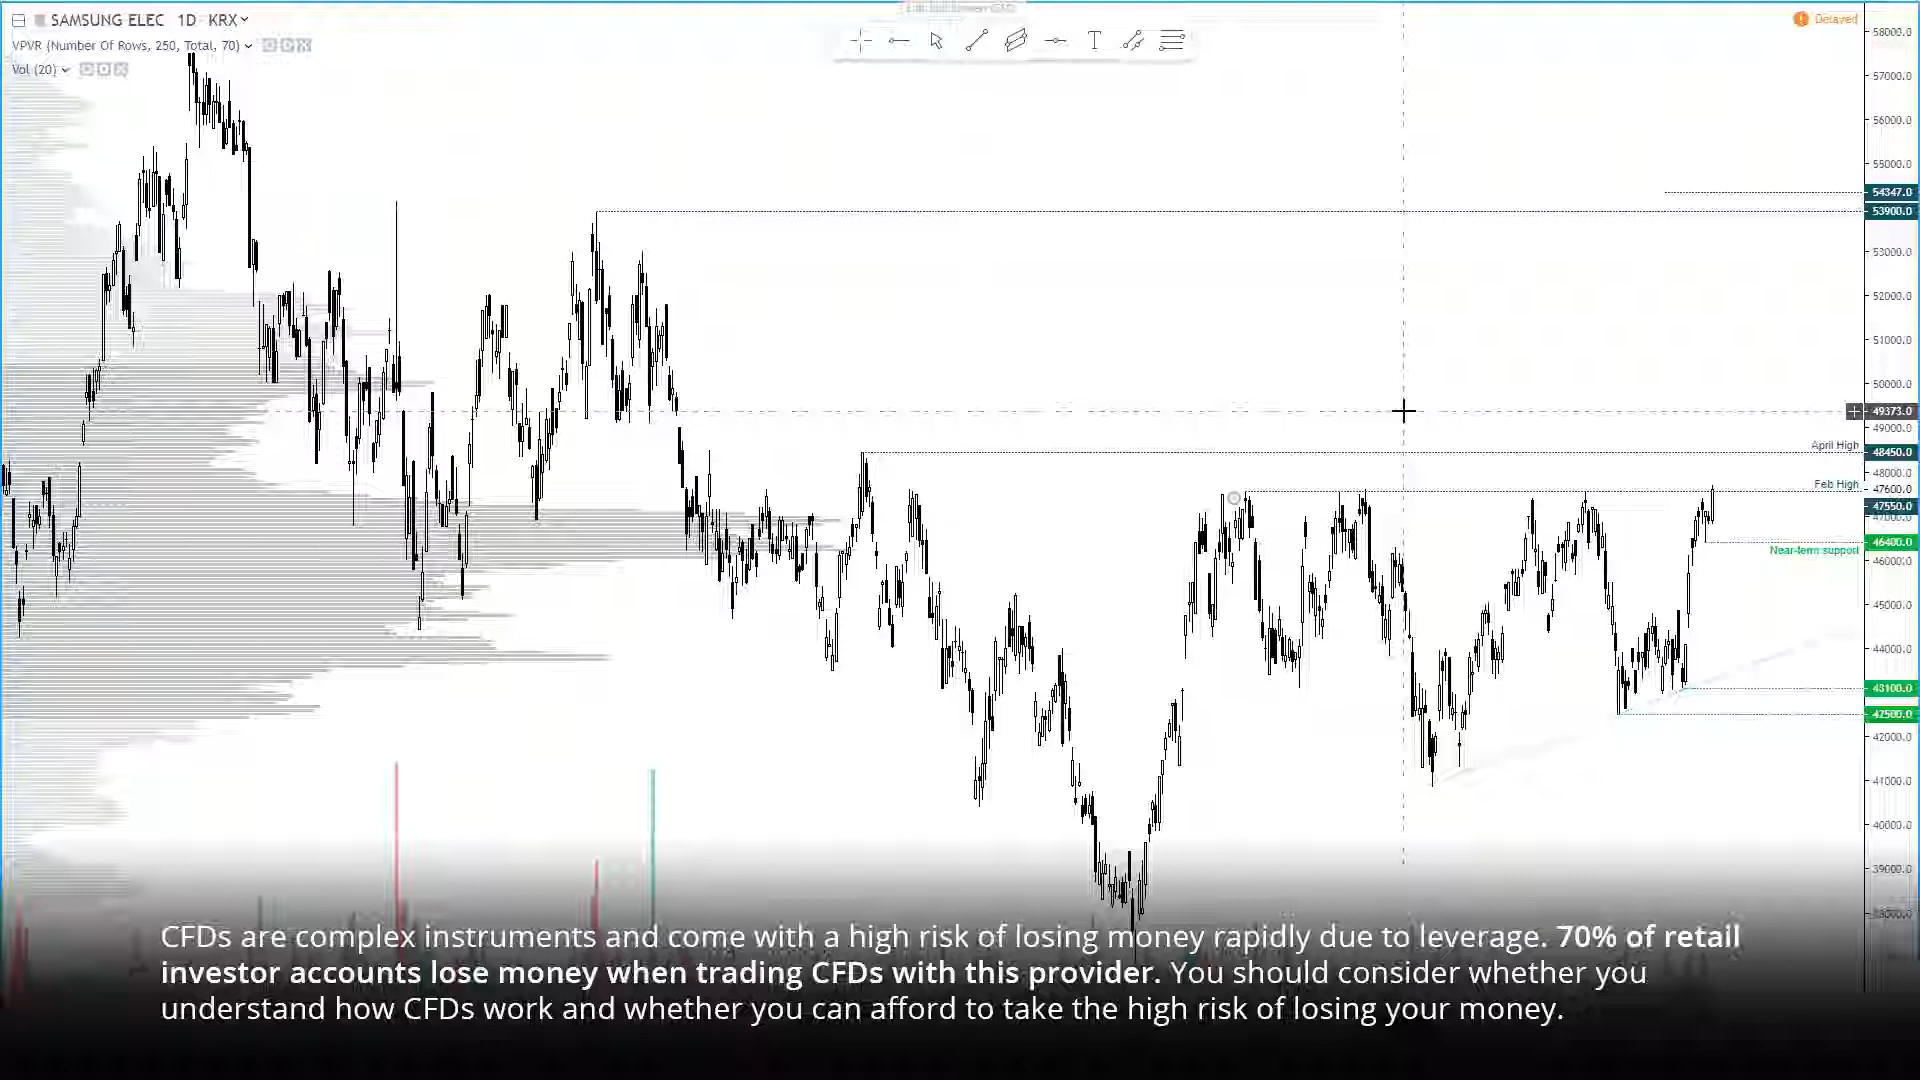 SAMSUNG ELEC 1D KRX
Delayed
VPVR (Number Of Rows, 250, Total, 70)
Vol (20)
T
58000.0
57000.0
56000.0
55000.0
54347.0
53900.0
53000.0
52000.0
51000.0
50000.0
49373.0
49000.0
April High 48450.0
48000.0
Feb High 47600.0
47550.0
46400.0
Near-term support
46000.0
45000.0
44000.0
43100.0
42500.0
42000.0
41000.0
40000.0
39000.0
CFDs are complex instruments and come with a high risk of losing money rapidly due to leverage. 70% of retail
investor accounts lose money when trading CFDs with this provider. You should consider whether you
understand how CFDs work and whether you can afford to take the high risk of losing your money.